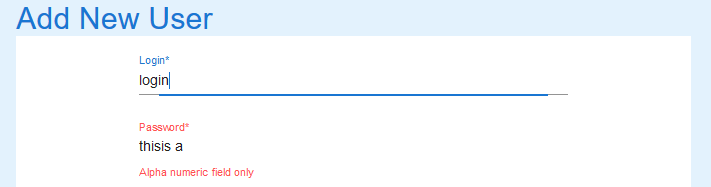 Add New User
Login*
login
Password*
thisis a
Alpha numeric field only